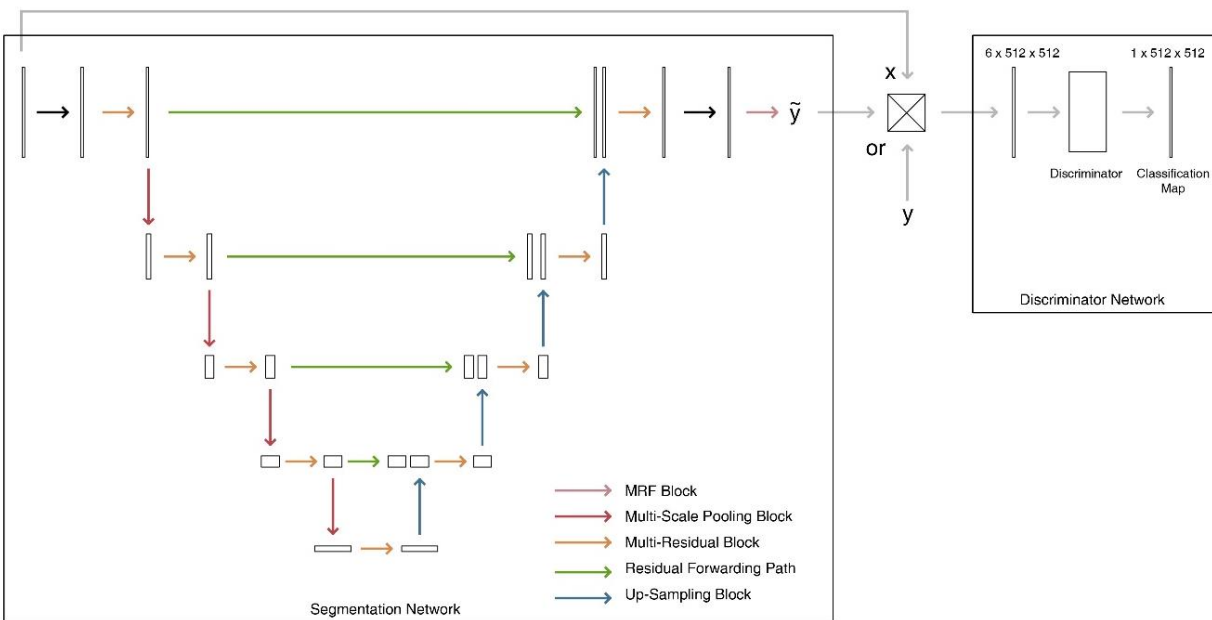 6 x 512 x 512
1 x 512 x 512
x
ỹ
or
y
Discriminator
Classification
Map
Discriminator Network
MRF Block
Multi-Scale Pooling Block
Multi-Residual Block
Residual Forwarding Path
Up-Sampling Block
Segmentation Network